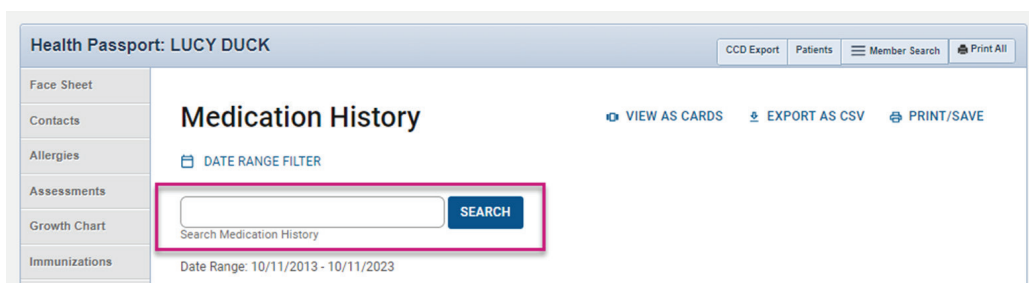 Health Passport: LUCY DUCK
CCD Export Patients Member Search Print All
Face Sheet
Contacts
Allergies
Assessments
Growth Chart
Immunizations
Medication History
VIEW AS CARDS EXPORT AS CSV PRINT/SAVE
DATE RANGE FILTER
SEARCH
Search Medication History
Date Range: 10/11/2013 - 10/11/2023